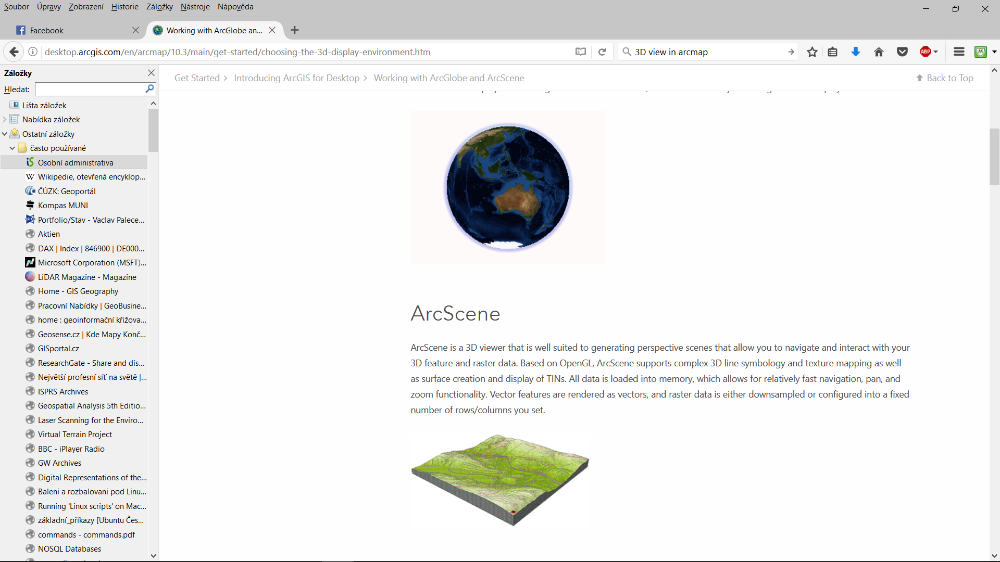 Soubor Úpravy Zobrazení Historie Záložky Nástroje Nápověda
Facebook
Working with ArcGlobe an...
desktop.arcgis.com/en/arcmap/10.3/main/get-started/choosing-the-3d-display-environment.htm
3D view in arcmap
ABP
Záložky
Hledat:
Lišta záložek
Nabídka záložek
Ostatní záložky
často používané
Osobní administrativa
Wikipedie, otevřená encyklop...
ČÚZK: Geoportál
Kompas MUNI
Portfolio/Stav - Vaclav Palece...
Aktien
DAX | Index | 846900 | DE000...
Microsoft Corporation (MSFT)...
LiDAR Magazine - Magazine
Home - GIS Geography
Pracovní Nabídky | GeoBusine...
home : geoinformační křižova...
Geosense.cz | Kde Mapy Konč...
GISportal.cz
ResearchGate - Share and dis...
Největší profesní síť na světě |...
ISPRS Archives
Geospatial Analysis 5th Editio...
Laser Scanning for the Enviro...
Virtual Terrain Project
BBC - iPlayer Radio
GW Archives
Digital Representations of the...
Baleni a rozbalovani pod Linu...
Running 'Linux scripts' on Mac...
základní_příkazy [Ubuntu Čes...
commands - commands.pdf
NOSQL Databases
Get Started > Introducing ArcGIS for Desktop > Working with ArcGlobe and ArcScene
Back to Top
ArcScene
ArcScene is a 3D viewer that is well suited to generating perspective scenes that allow you to navigate and interact with your
3D feature and raster data. Based on OpenGL, ArcScene supports complex 3D line symbology and texture mapping as well
as surface creation and display of TINs. All data is loaded into memory, which allows for relatively fast navigation, pan, and
zoom functionality. Vector features are rendered as vectors, and raster data is either downsampled or configured into a fixed
number of rows/columns you set.